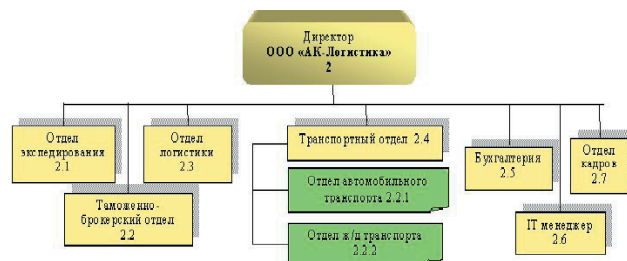 Директор
ООО «АК-Логистика»
2
Отдел
экспедирования
2.1
Таможенно-
брокерский отдел
2.2
Отдел
логистики
2.3
Транспортный отдел 2.4
Отдел автомобильного
транспорта 2.2.1
Отдел ж/д транспорта
2.2.2
Бухгалтерия
2.5
IT менеджер
2.6
Отдел
кадров
2.7